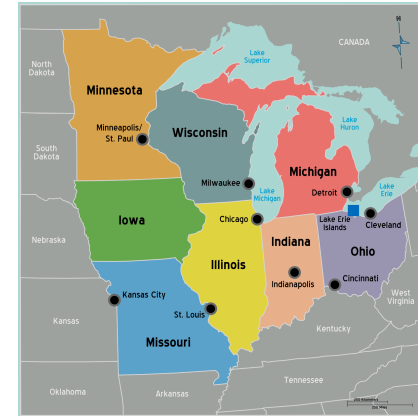 96
CANADA
North
Dakota
Lake
Superior
Minnesota
Minneapolis/
St. Paul
Wisconsin
Lake
Huron
South
Dakota
Michigan
Milwaukee
Lake
Michigan
Detroit
Lake
Erie
Iowa
Chicago
Lake Erie
Islands
Cleveland
Nebraska
Indiana
Ohio
Illinois
Indianapolis
Cincinnati
Kansas City
West
Virginia
St. Louis
Kansas
Kentucky
Missouri
Tennessee
Oklahoma
Arkansas